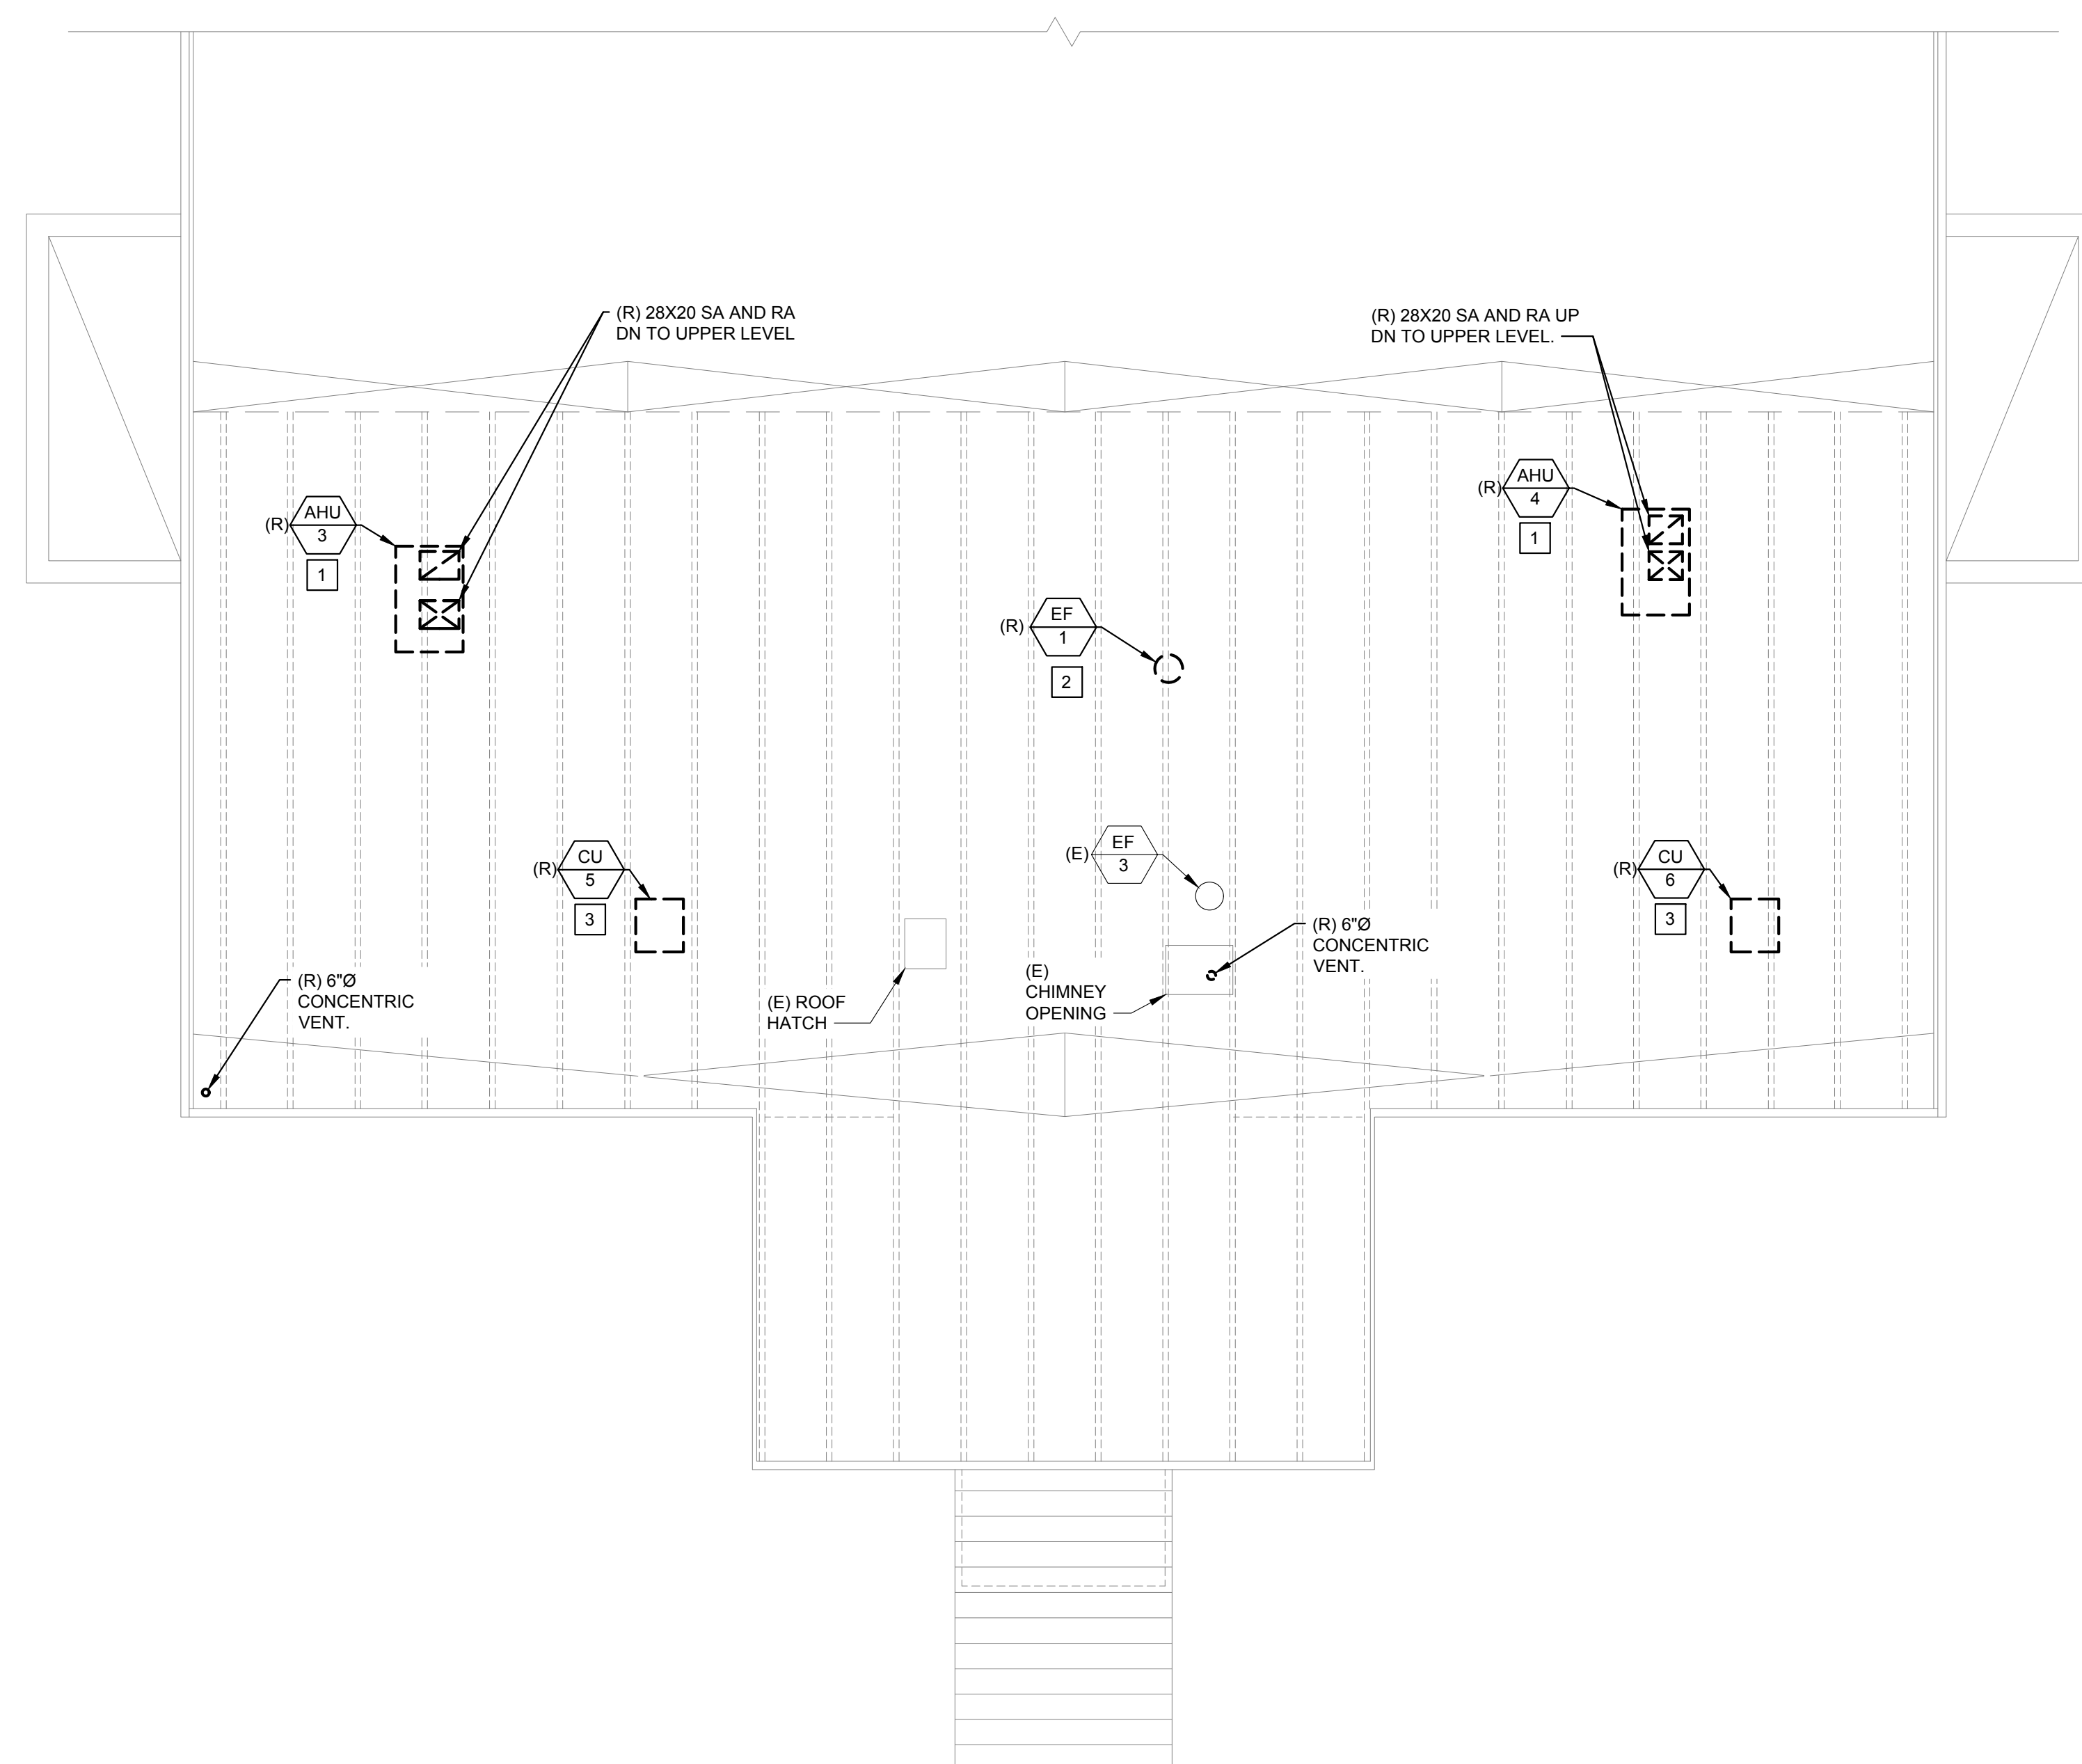 (R) 28X20 SA AND RA
DN TO UPPER LEVEL
(R) 28X20 SA AND RA UP
DN TO UPPER LEVEL.
(R)
AHU
3
1
(R)
AHU
4
1
(R)
EF
1
2
(R)
CU
5
3
(E)
EF
3
(R)
CU
6
3
(R) 6"Ø
CONCENTRIC
VENT.
(R) 6"Ø
CONCENTRIC
VENT.
(E) ROOF
HATCH
(E)
CHIMNEY
OPENING